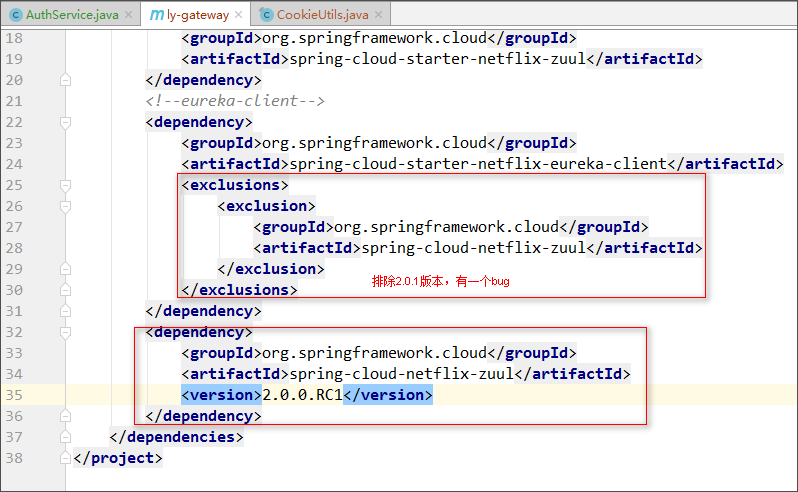 AuthService.java × ly-gateway × CookieUtils.java ×
18 <groupId>org.springframework.cloud</groupId>
19 <artifactId>spring-cloud-starter-netflix-zuul</artifactId>
20 </dependency>
21 <!--eureka-client-->
22 <dependency>
23 <groupId>org.springframework.cloud</groupId>
24 <artifactId>spring-cloud-starter-netflix-eureka-client</artifactId>
25 <exclusions>
26 <exclusion>
27 <groupId>org.springframework.cloud</groupId>
28 <artifactId>spring-cloud-netflix-zuul</artifactId>
29 </exclusion>
排除2.0.1版本，有一个bug
30 </exclusions>
31 </dependency>
32 <dependency>
33 <groupId>org.springframework.cloud</groupId>
34 <artifactId>spring-cloud-netflix-zuul</artifactId>
35 <version>2.0.0.RC1</version>
36 </dependency>
37 </dependencies>
38 </project>